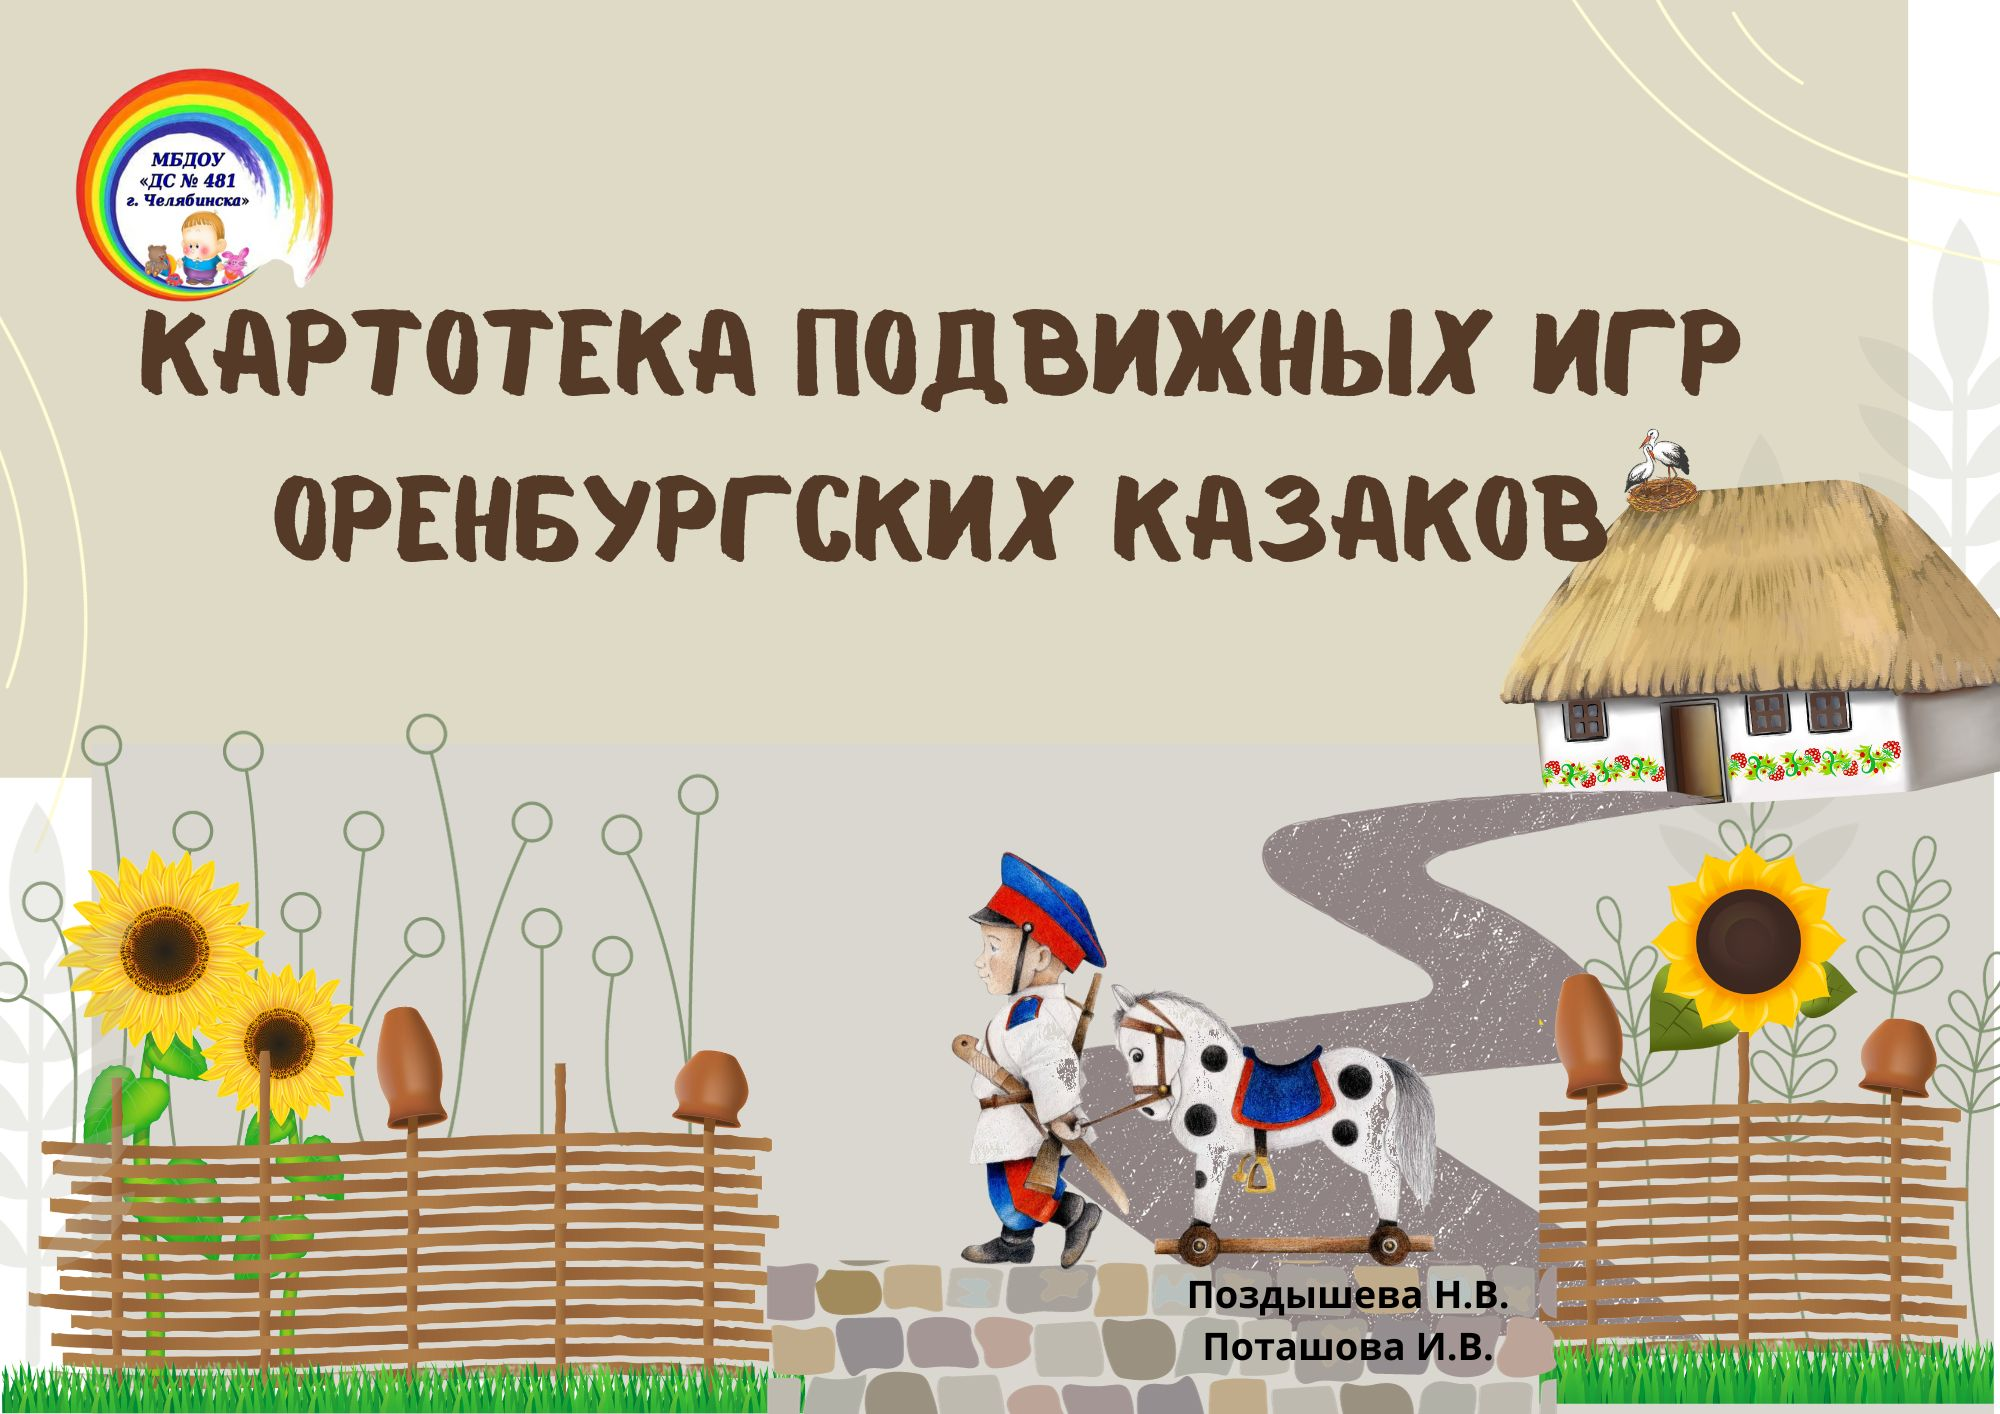 МБДОУ
«ДС № 481
г. Челябинска»
КАРТОТЕКА ПОДВИЖНЫХ ИГР
ОРЕНБУРГСКИХ КАЗАКОВ
Поздышева Н.В.
Поташова И.В.